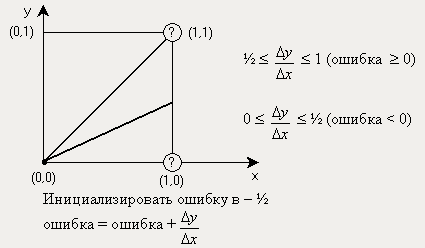 y
(0,1)
?
(1,1)
½ ≤ Δy/Δx ≤ 1 (ошибка ≥ 0)
0 ≤ Δy/Δx ≤ ½ (ошибка < 0)
?
x
(0,0)
(1,0)
Инициализировать ошибку в – ½
ошибка = ошибка + Δy/Δx